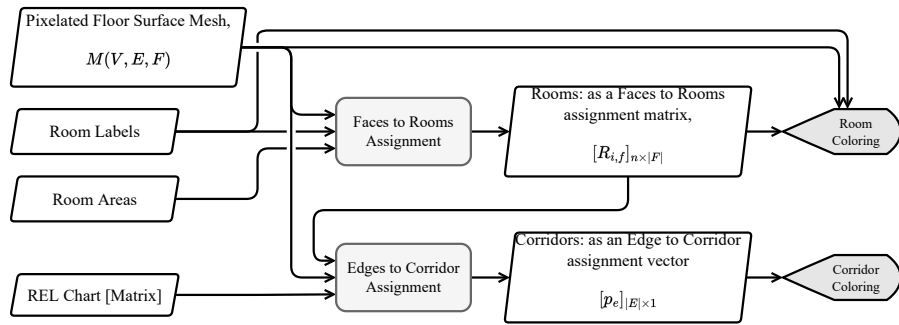 Pixelated Floor Surface Mesh,
M(V, E, F)
Room Labels
Room Areas
REL Chart [Matrix]
Faces to Rooms
Assignment
Edges to Corridor
Assignment
Rooms: as a Faces to Rooms
assignment matrix,
[R_{i,f}]_{n×|F|}
Corridors: as an Edge to Corridor
assignment vector
[p_e]_{|E|×1}
Room
Coloring
Corridor
Coloring